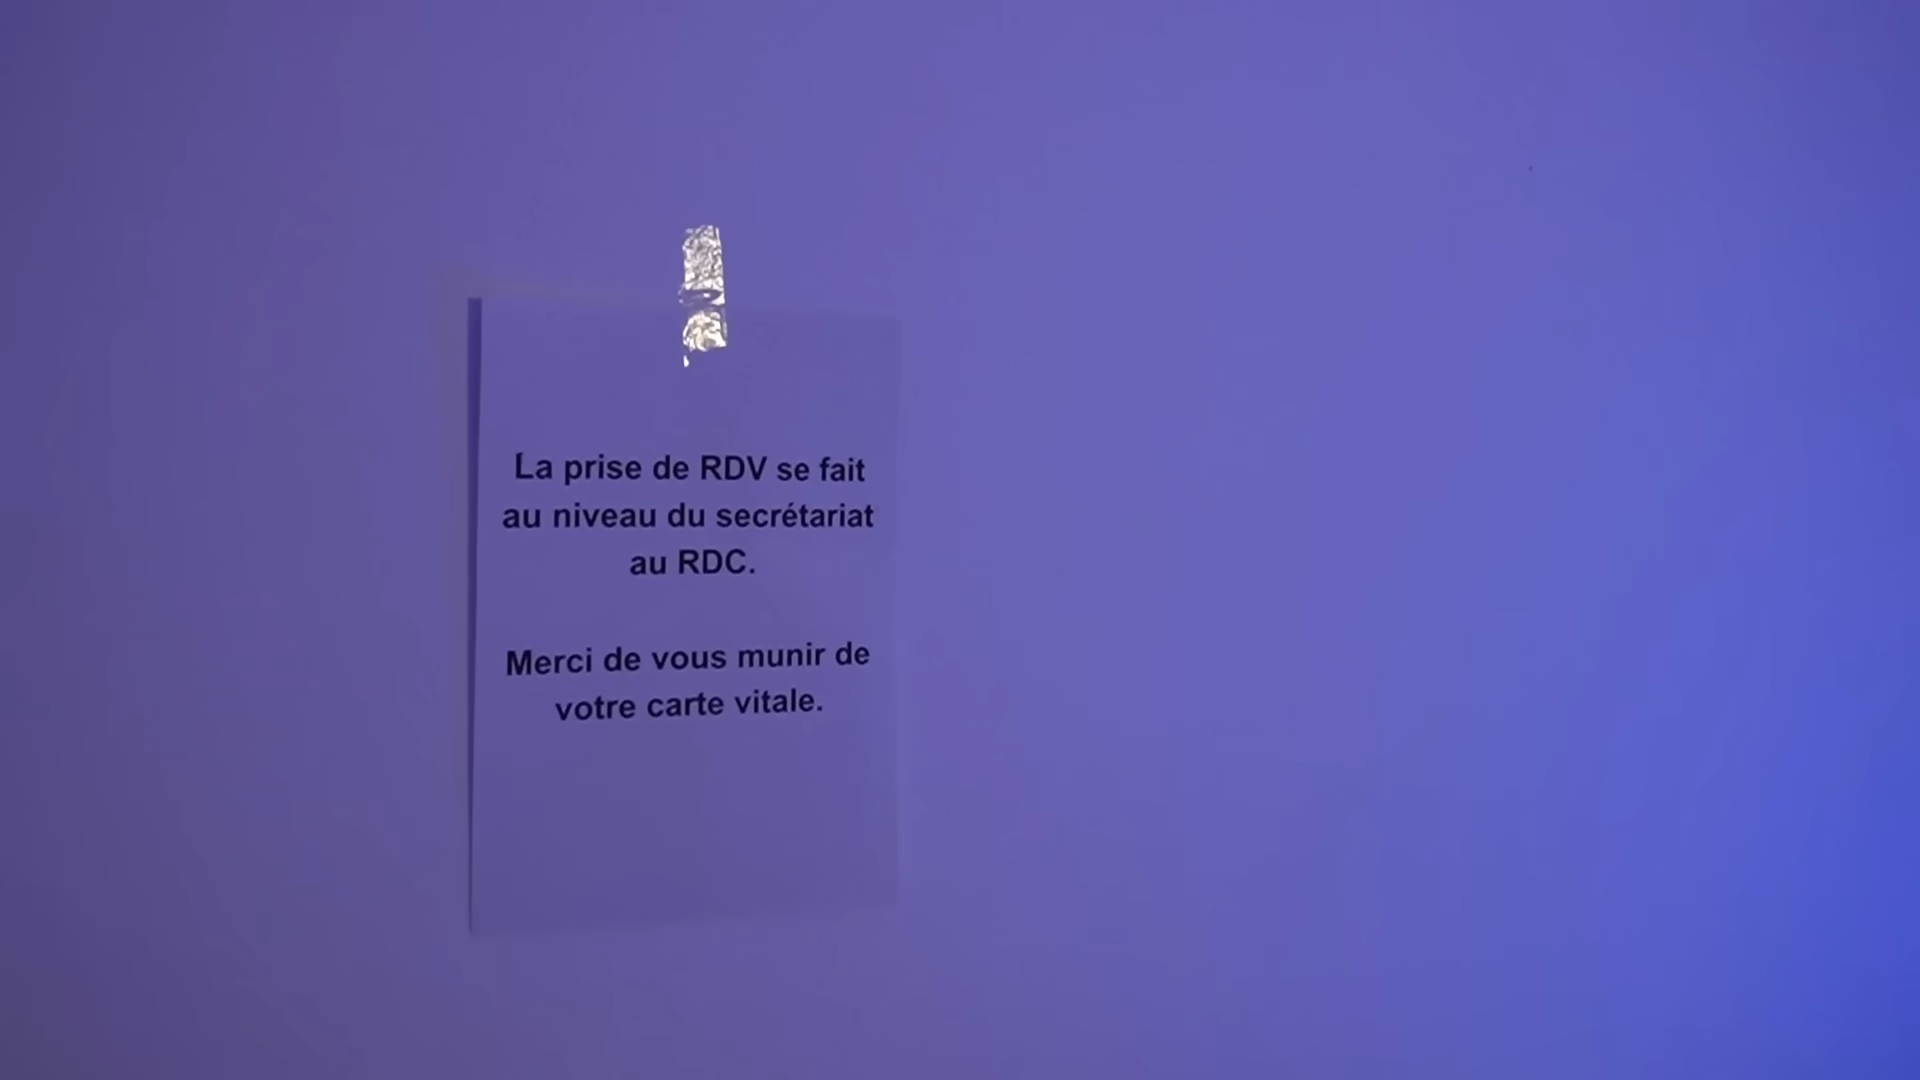 La prise de RDV se fait
au niveau du secrétariat
au RDC.
Merci de vous munir de
votre carte vitale.